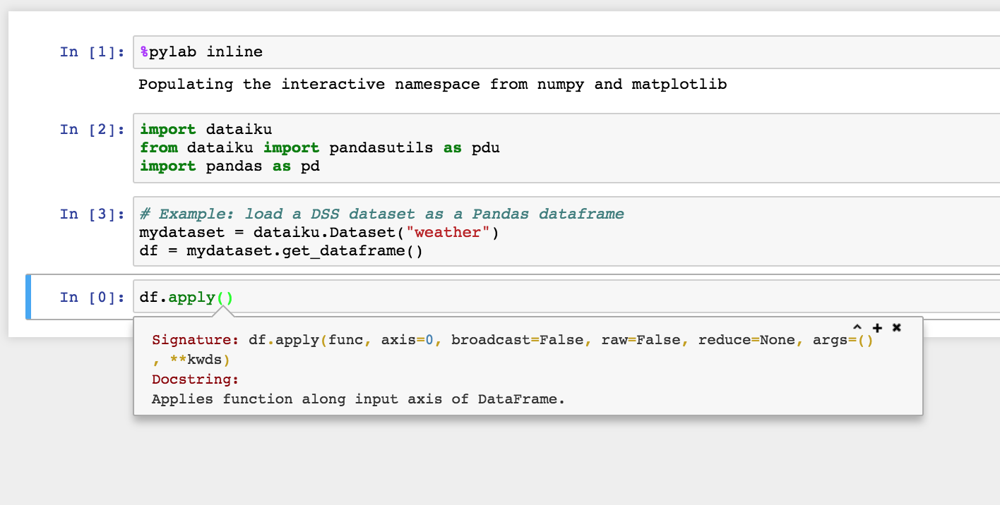 In [1]: %pylab inline
Populating the interactive namespace from numpy and matplotlib
In [2]: import dataiku
from dataiku import pandasutils as pdu
import pandas as pd
In [3]: # Example: load a DSS dataset as a Pandas dataframe
mydataset = dataiku.Dataset("weather")
df = mydataset.get_dataframe()
In [0]: df.apply()
Signature: df.apply(func, axis=0, broadcast=False, raw=False, reduce=None, args=()
, **kwds)
Docstring:
Applies function along input axis of DataFrame.